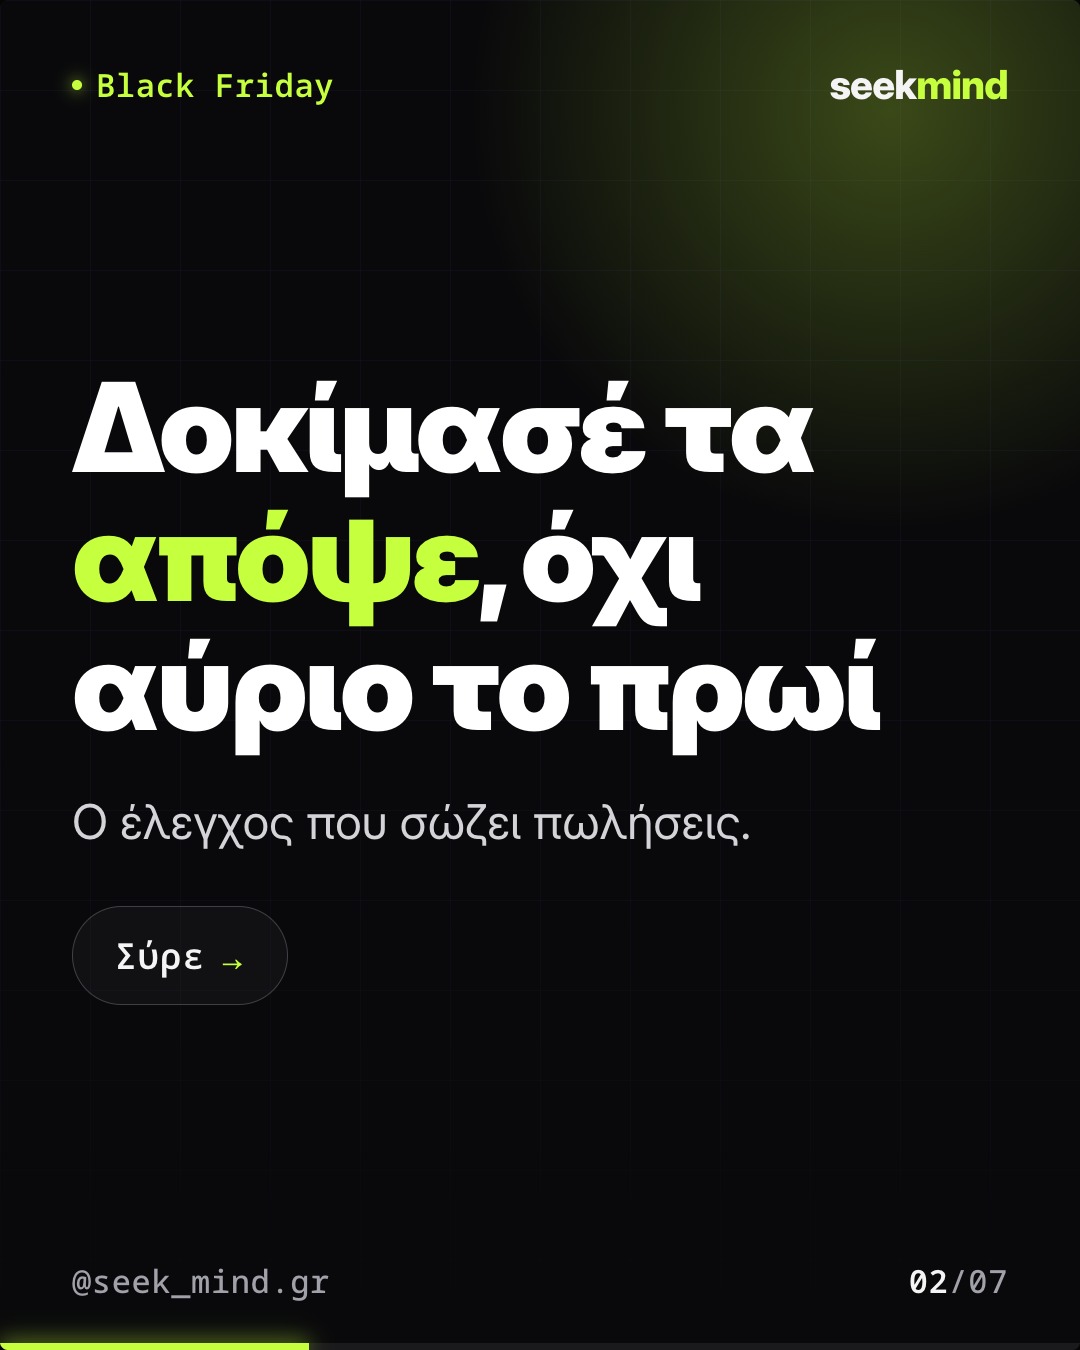 • Black Friday
seekmind
Δοκίμασέ τα
απόψε, όχι
αύριο το πρωί
Ο έλεγχος που σώζει πωλήσεις.
Σύρε →
@seek_mind.gr
02/07